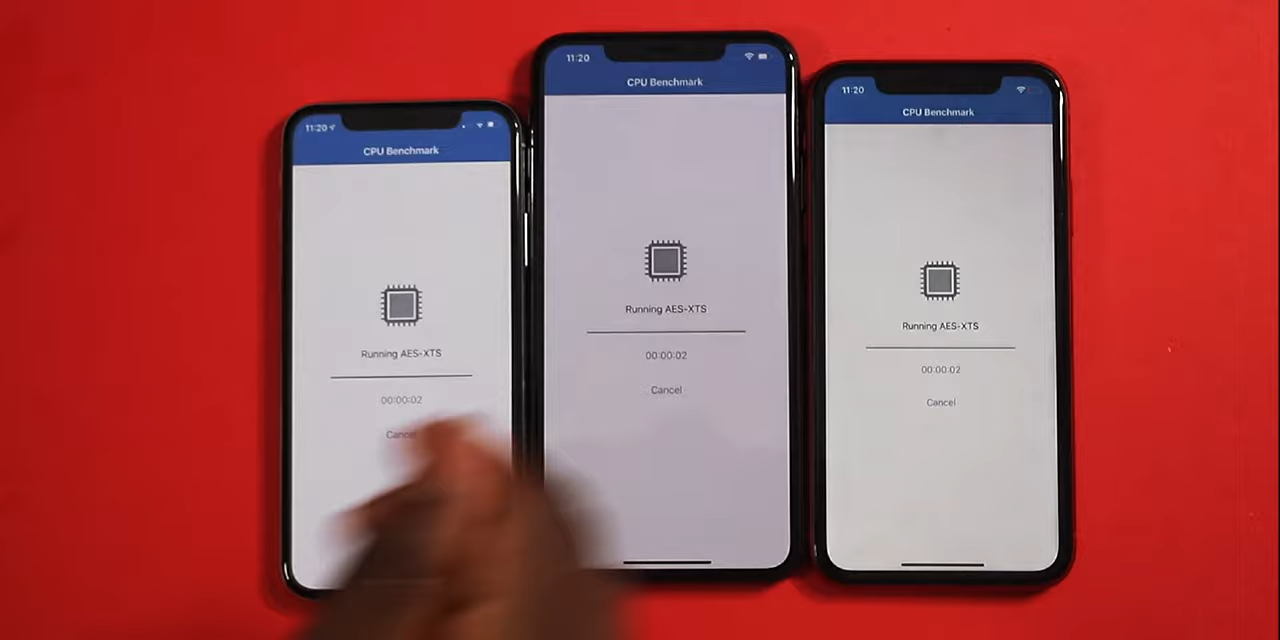 11:20
CPU Benchmark
Running AES-XTS
00:00:02
Cancel
11:20
CPU Benchmark
Running AES-XTS
00:00:02
Cancel
11:20
CPU Benchmark
Running AES-XTS
00:00:02
Cancel